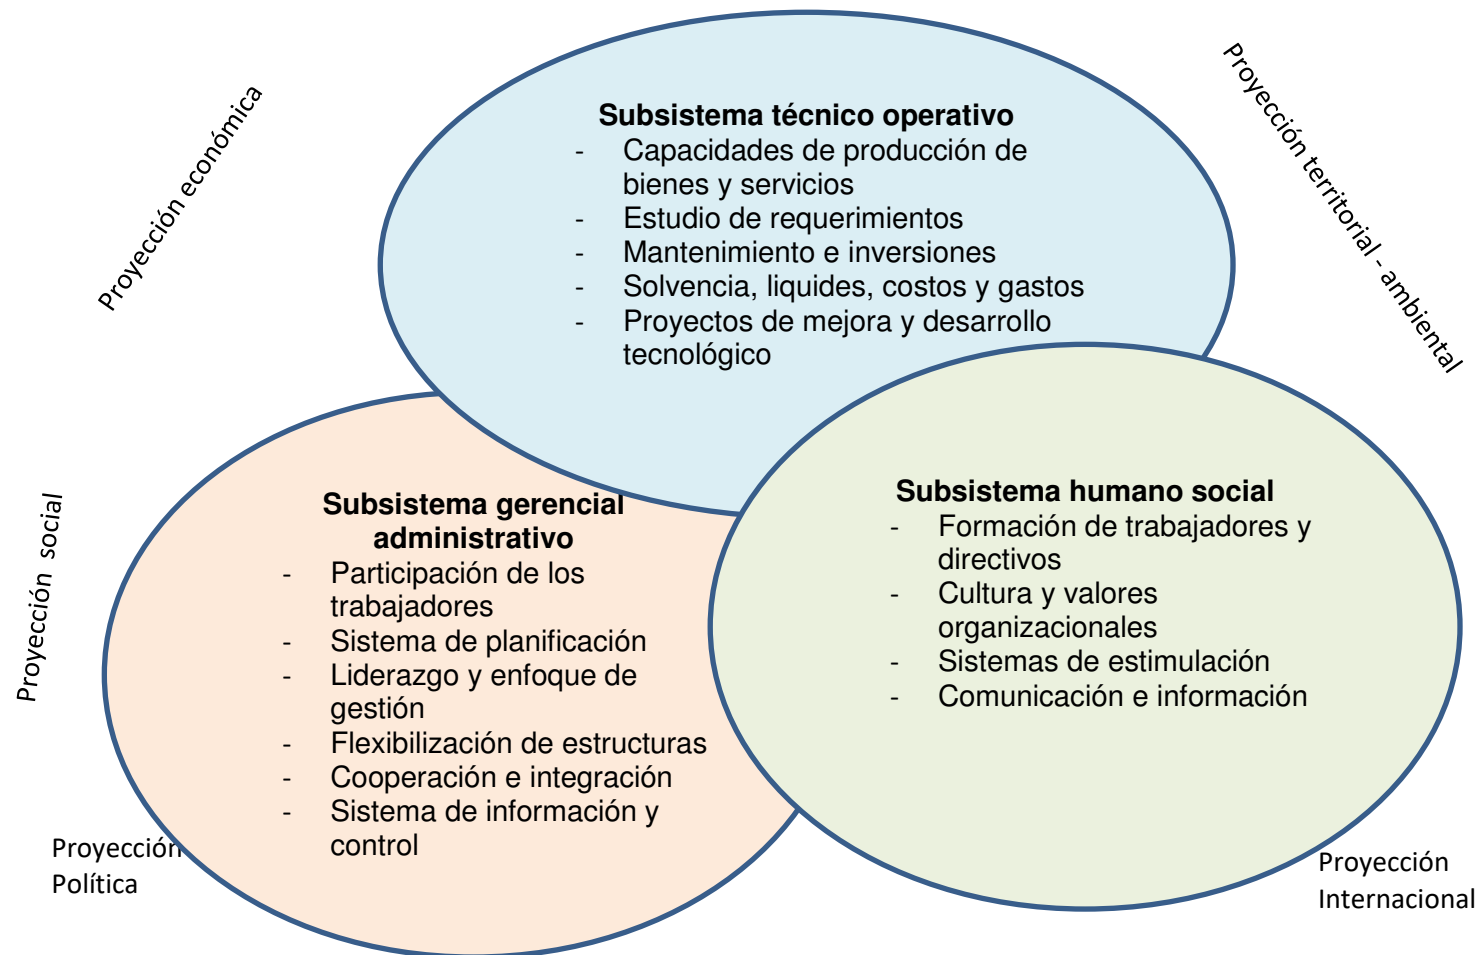 Proyección económica
Proyección territorial - ambiental
Subsistema técnico operativo
- Capacidades de producción de
bienes y servicios
- Estudio de requerimientos
- Mantenimiento e inversiones
- Solvencia, liquides, costos y gastos
- Proyectos de mejora y desarrollo
tecnológico
Proyección social
Subsistema gerencial
administrativo
- Participación de los
trabajadores
- Sistema de planificación
- Liderazgo y enfoque de
gestión
- Flexibilización de estructuras
- Cooperación e integración
- Sistema de información y
control
Subsistema humano social
- Formación de trabajadores y
directivos
- Cultura y valores
organizacionales
- Sistemas de estimulación
- Comunicación e información
Proyección
Política
Proyección
Internacional